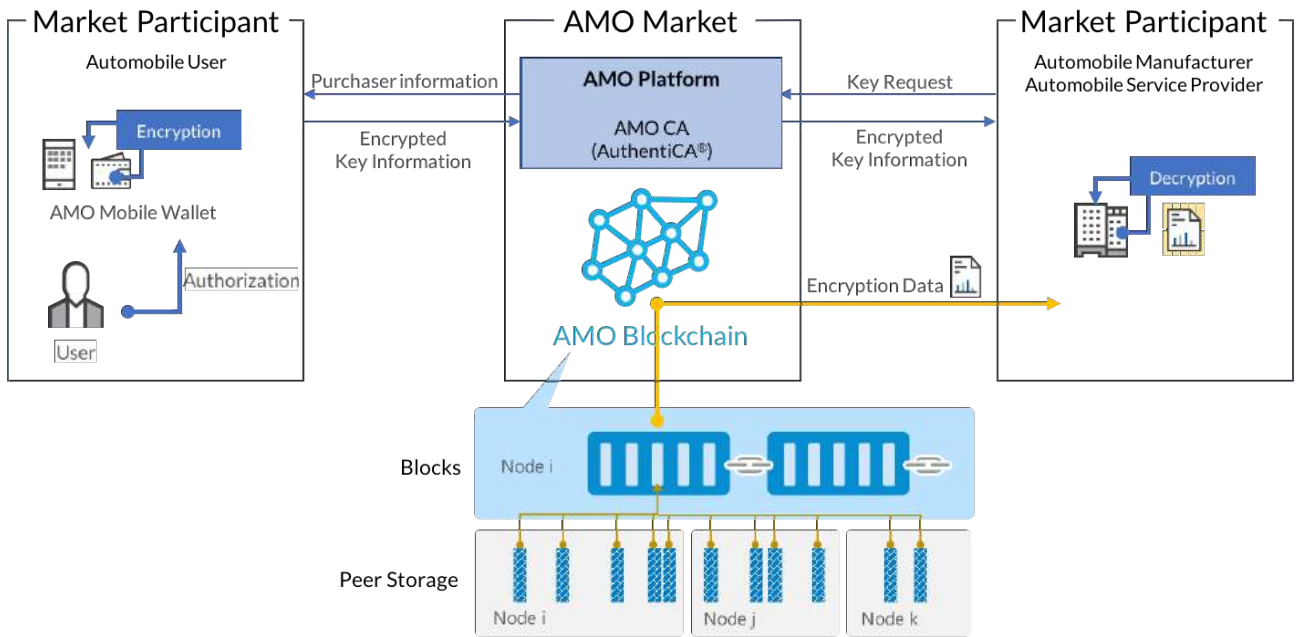 Market Participant
Automobile User
Encryption
AMO Mobile Wallet
Authorization
User
Purchaser information
Encrypted
Key Information
AMO Market
AMO Platform
AMO CA
(AuthentiCA®)
AMO Blockchain
Key Request
Encrypted
Key Information
Encryption Data
Market Participant
Automobile Manufacturer
Automobile Service Provider
Decryption
Blocks
Node i
Peer Storage
Node i
Node j
Node k